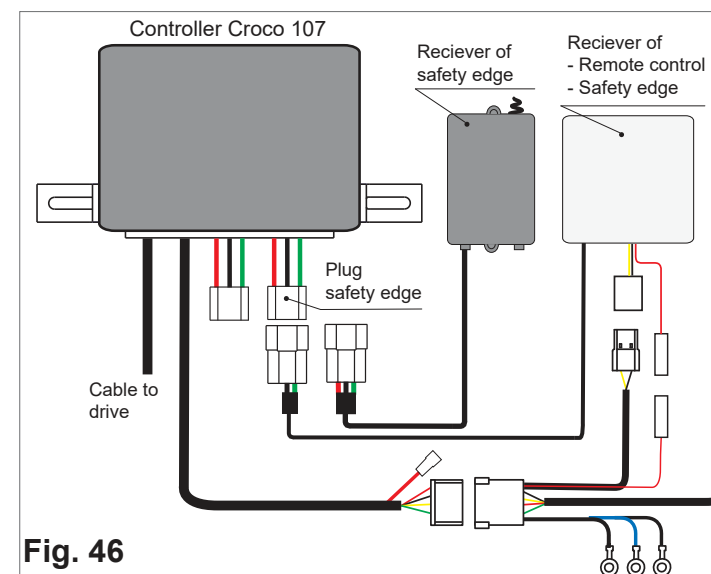 Controller Croco 107
Reciever of
safety edge
Reciever of
- Remote control
- Safety edge
Plug
safety edge
Cable to
drive
Fig. 46